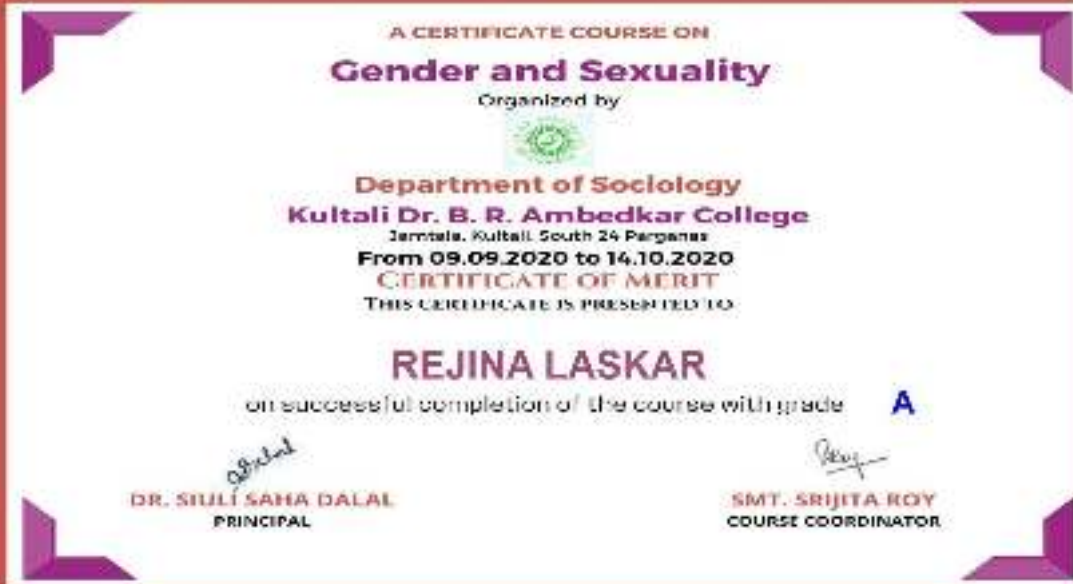 A CERTIFICATE COURSE ON
Gender and Sexuality
Organized by
Department of Sociology
Kultali Dr. B. R. Ambedkar College
Jamtala, Kultali, South 24 Parganas
From 09.09.2020 to 14.10.2020
CERTIFICATE OF MERIT
THIS CERTIFICATE IS PRESENTED TO
REJINA LASKAR
on successful completion of the course with grade A
DR. SIULI SAHA DALAL
PRINCIPAL
SMT. SRIJITA ROY
COURSE COORDINATOR